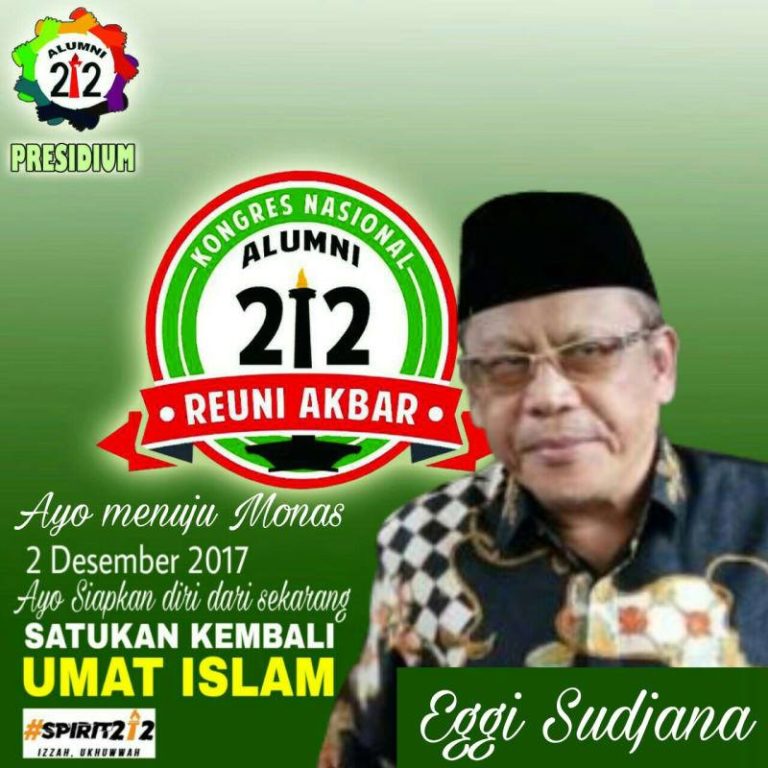 ALUMNI
212
PRESIDIUM
KONGRES NASIONAL
ALUMNI
212
• REUNI AKBAR •
Ayo menuju Monas
2 Desember 2017
Ayo Siapkan diri dari sekarang
SATUKAN KEMBALI
UMAT ISLAM
#SPIRIT212
IZZAH, UKHUWWAH
Eggi Sudjana